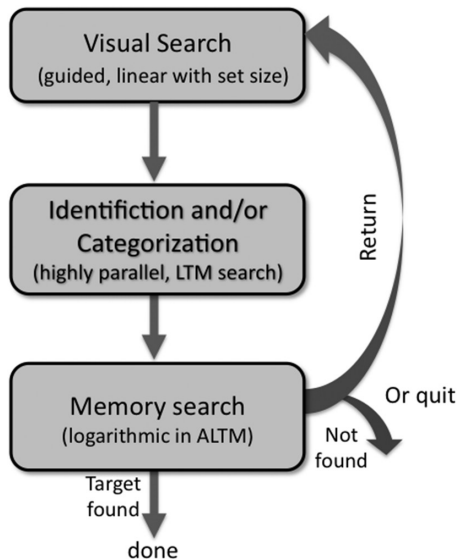 Visual Search
(guided, linear with set size)
Identifiction and/or
Categorization
(highly parallel, LTM search)
Return
Memory search
(logarithmic in ALTM)
Or quit
Not
found
Target
found
done